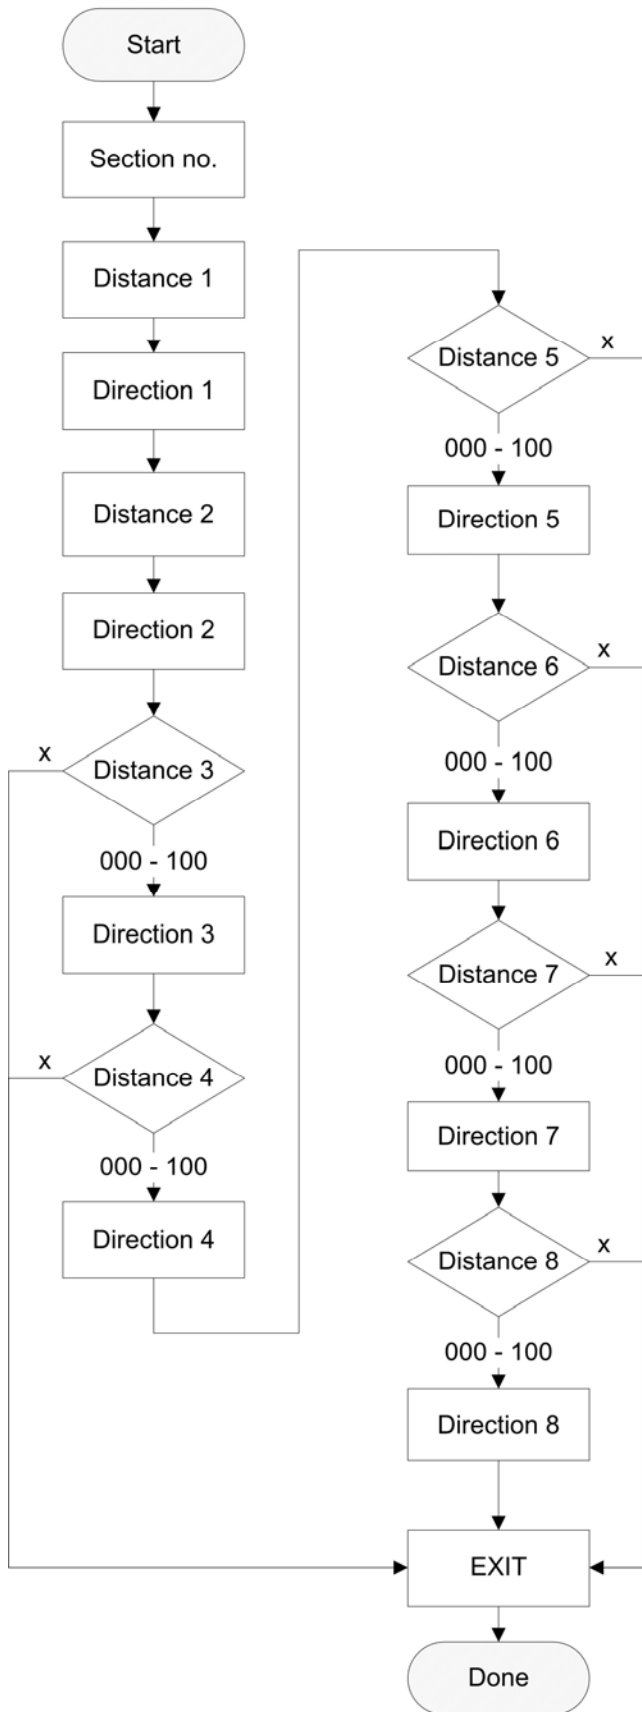 Start
Section no.
Distance 1
Direction 1
Distance 2
Direction 2
x
Distance 3
000 - 100
Direction 3
x
Distance 4
000 - 100
Direction 4
x
Distance 5
000 - 100
Direction 5
x
Distance 6
000 - 100
Direction 6
x
Distance 7
000 - 100
Direction 7
x
Distance 8
000 - 100
Direction 8
EXIT
Done